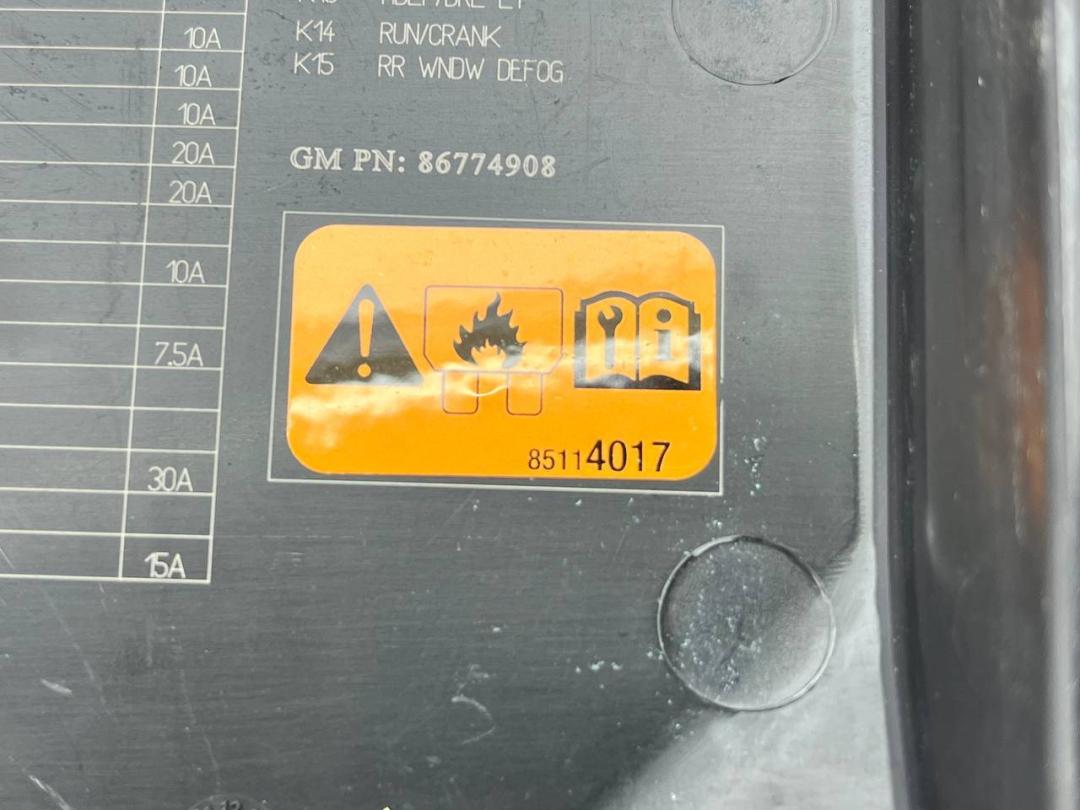 10A
K14 RUN/CRANK
10A
K15 RR WNDW DEFOG
10A
20A
GM PN: 86774908
20A
10A
7.5A
30A
15A
85114017